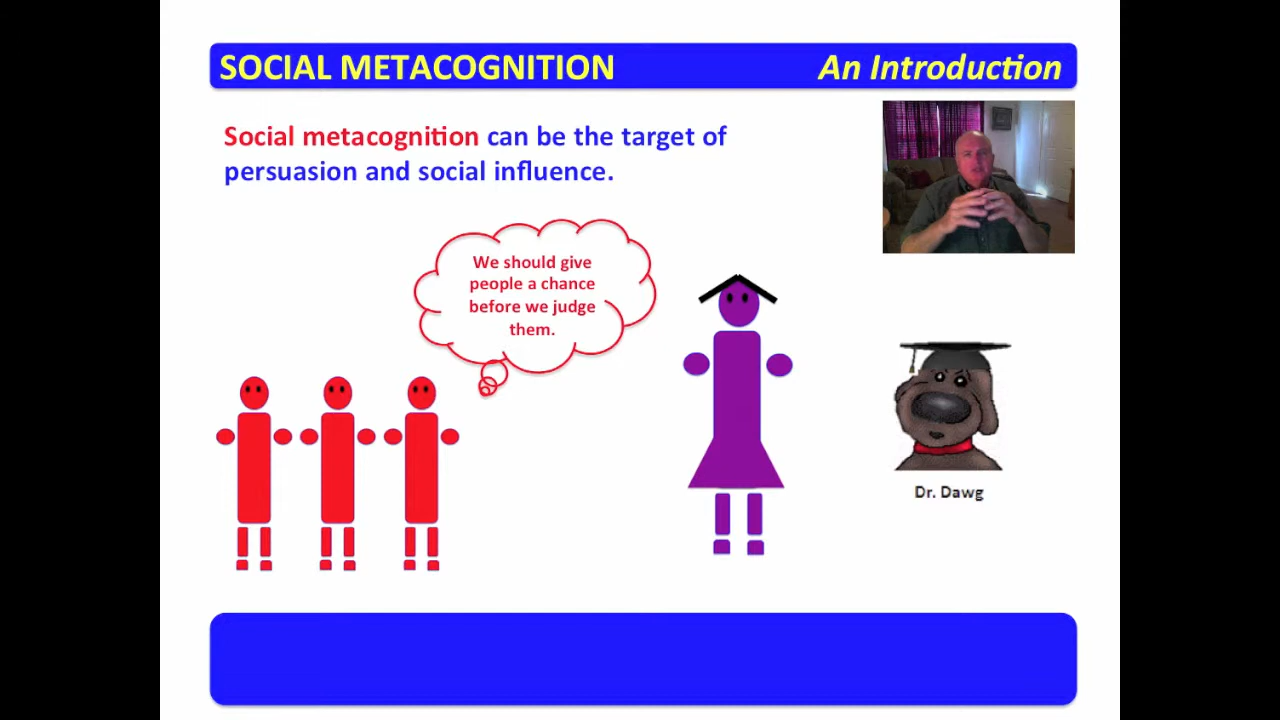 SOCIAL METACOGNITION
An Introduction
Social metacognition can be the target of
persuasion and social influence.
We should give
people a chance
before we judge
them.
Dr. Dawg